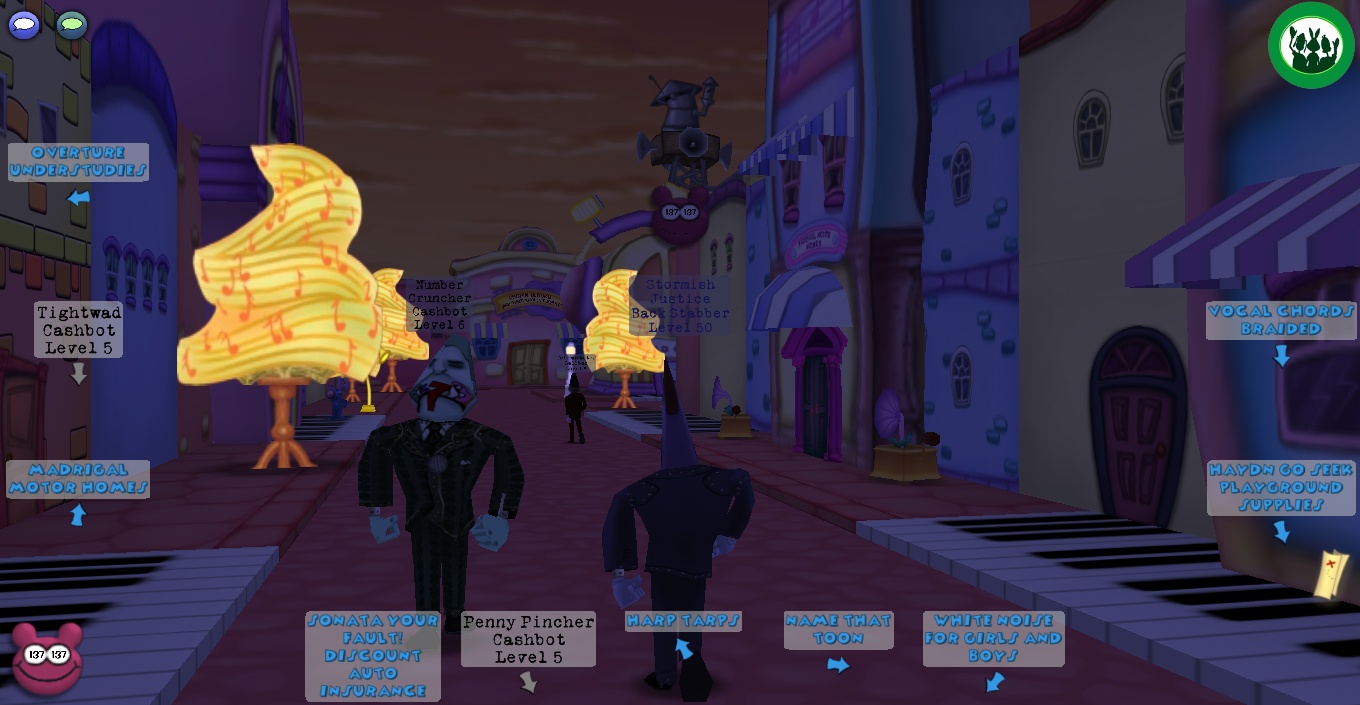 OVERTURE
UNDERSTUDIES
Number
Cruncher
Cashbot
Level 6
Stormish
Justice
Back Stabber
Level 50
137 137
Tightwad
Cashbot
Level 5
VOCAL CHORDS
BRAIDED
MADRIGAL
MOTOR HOMES
HAYDN GO SEEK
PLAYGROUND
SUPPLIES
SONATA YOUR
FAULT!
DISCOUNT
AUTO
INSURANCE
Penny Pincher
Cashbot
Level 5
HARP TARPS
NAME THAT
TOON
WHITE NOISE
FOR GIRLS AND
BOYS
137 137